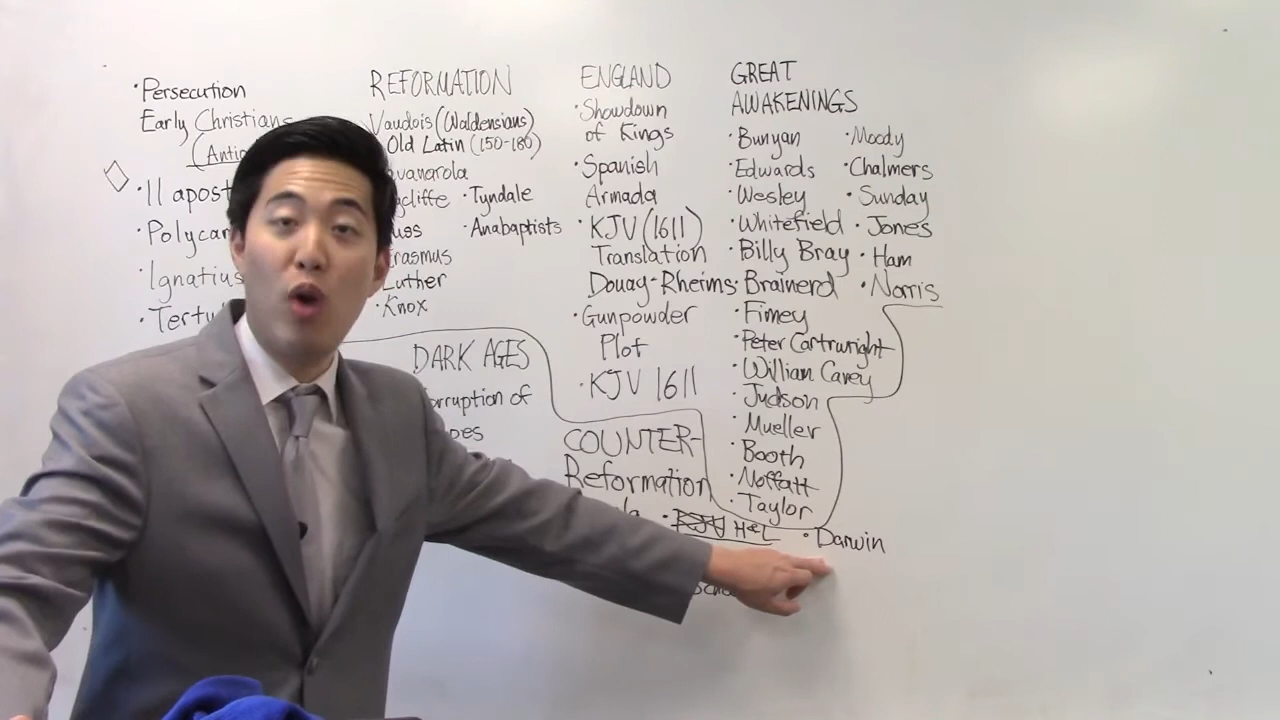 ·Persecution
Early Christians
·11 apost
·Polycar
·Ignatius
·Tertu
REFORMATION
Vaudois (Waldensians)
Old Latin (150-180)
avanarola
ycliffe
·Tyndale
uss
·Anabaptists
Erasmus
Luther
·Knox
DARK AGES
orruption of
opes
ENGLAND
·Showdown
of Kings
·Spanish
Armada
·KJV (1611)
Translation
Douay-Rheims
·Gunpowder
Plot
·KJV 1611
COUNTER-
Reformation
· H&L
GREAT
AWAKENINGS
·Bunyan
·Edwards
·Wesley
·Whitefield
·Billy Bray
·Brainerd
·Finney
·Peter Cartwright
·William Carey
·Judson
·Mueller
·Booth
·Moffatt
·Taylor
·Moody
·Chalmers
·Sunday
·Jones
·Ham
·Norris
·Darwin